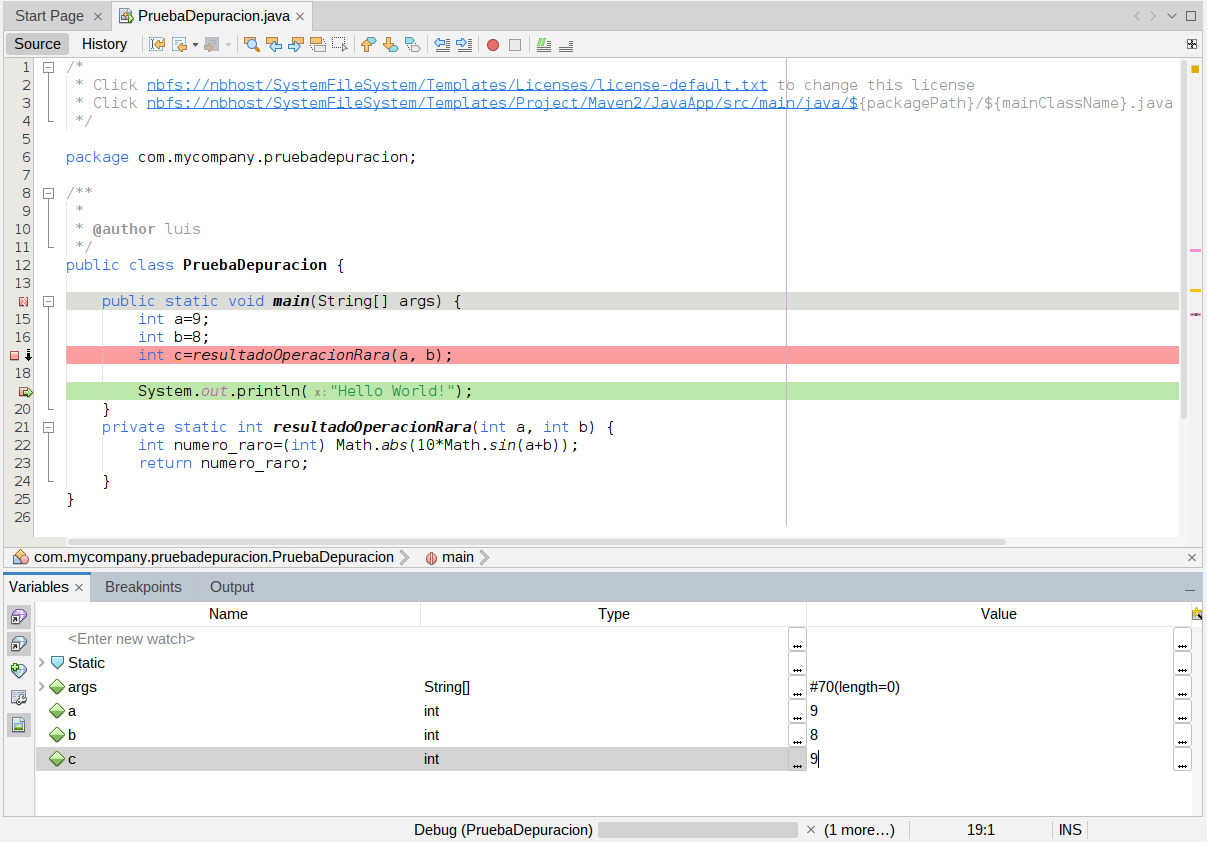 Start Page
PruebaDepuracion.java
Source History
1 /*
2 * Click nbfs://nbhost/SystemFileSystem/Templates/Licenses/license-default.txt to change this license
3 * Click nbfs://nbhost/SystemFileSystem/Templates/Project/Maven2/JavaApp/src/main/java/${packagePath}/${mainClassName}.java
4 */
5
6 package com.mycompany.pruebadepuracion;
7
8 /**
9 *
10 * @author luis
11 */
12 public class PruebaDepuracion {
13
public static void main(String[] args) {
15 int a=9;
16 int b=8;
int c=resultadoOperacionRara(a, b);
18
System.out.println( x: "Hello World!");
20 }
21 private static int resultadoOperacionRara(int a, int b) {
22 int numero_raro=(int) Math.abs(10*Math.sin(a+b));
23 return numero_raro;
24 }
25 }
26
com.mycompany.pruebadepuracion.PruebaDepuracion main
Variables Breakpoints Output
Name Type Value
<Enter new watch> ... ...
Static ... ...
args String[] ... #70(length=0) ...
a int ... 9 ...
b int ... 8 ...
c int ... 9 ...
Debug (PruebaDepuracion) (1 more…) 19:1 INS